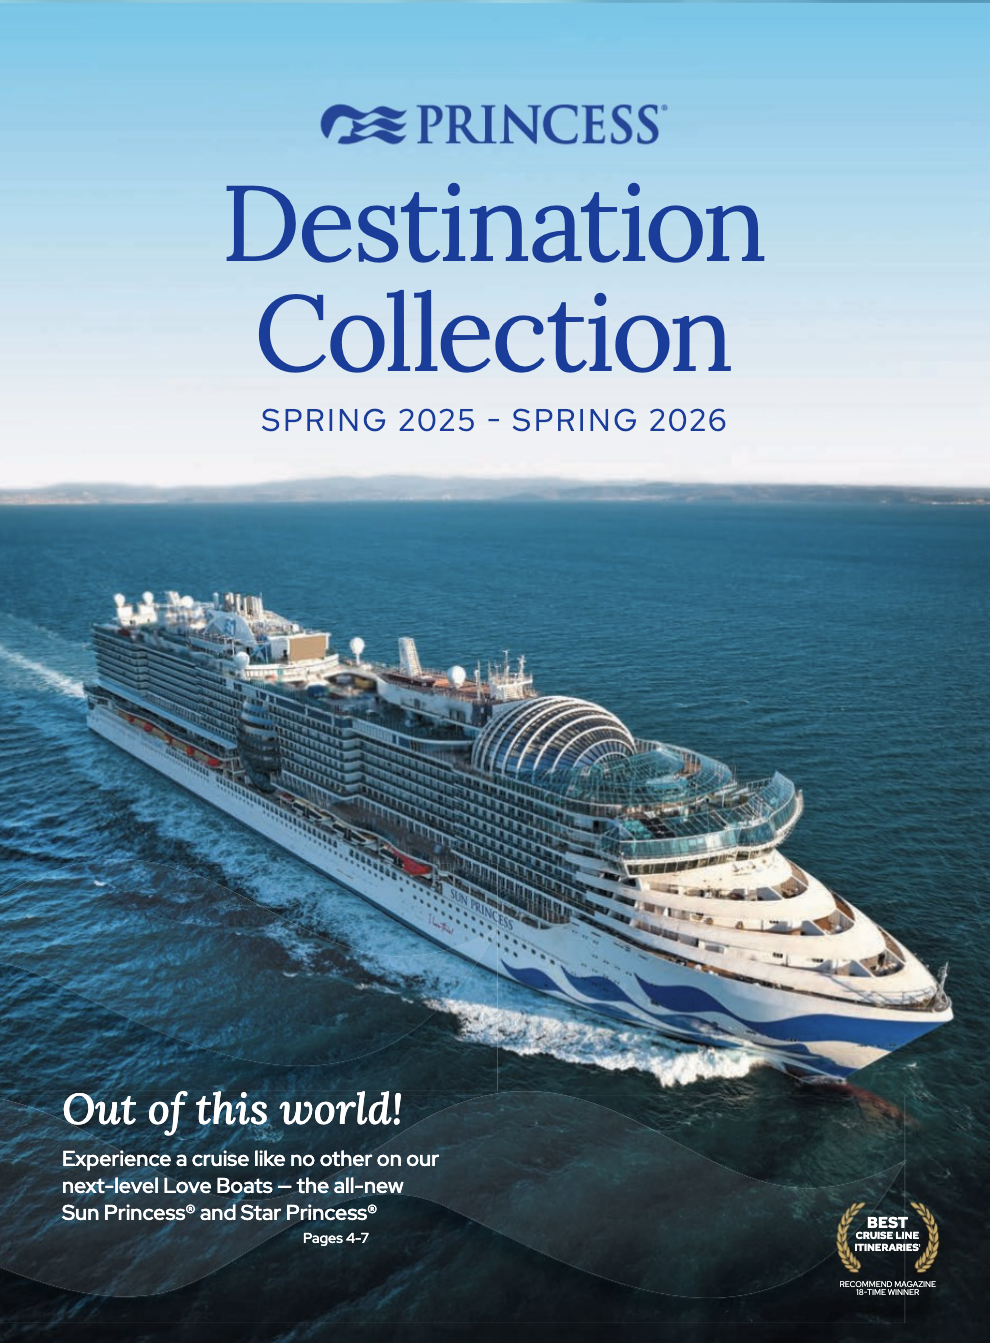 PRINCESS®
Destination
Collection
SPRING 2025 - SPRING 2026
SUN PRINCESS
Out of this world!
Experience a cruise like no other on our
next-level Love Boats — the all-new
Sun Princess® and Star Princess®
Pages 4-7
BEST
CRUISE LINE
ITINERARIES
RECOMMEND MAGAZINE
18-TIME WINNER